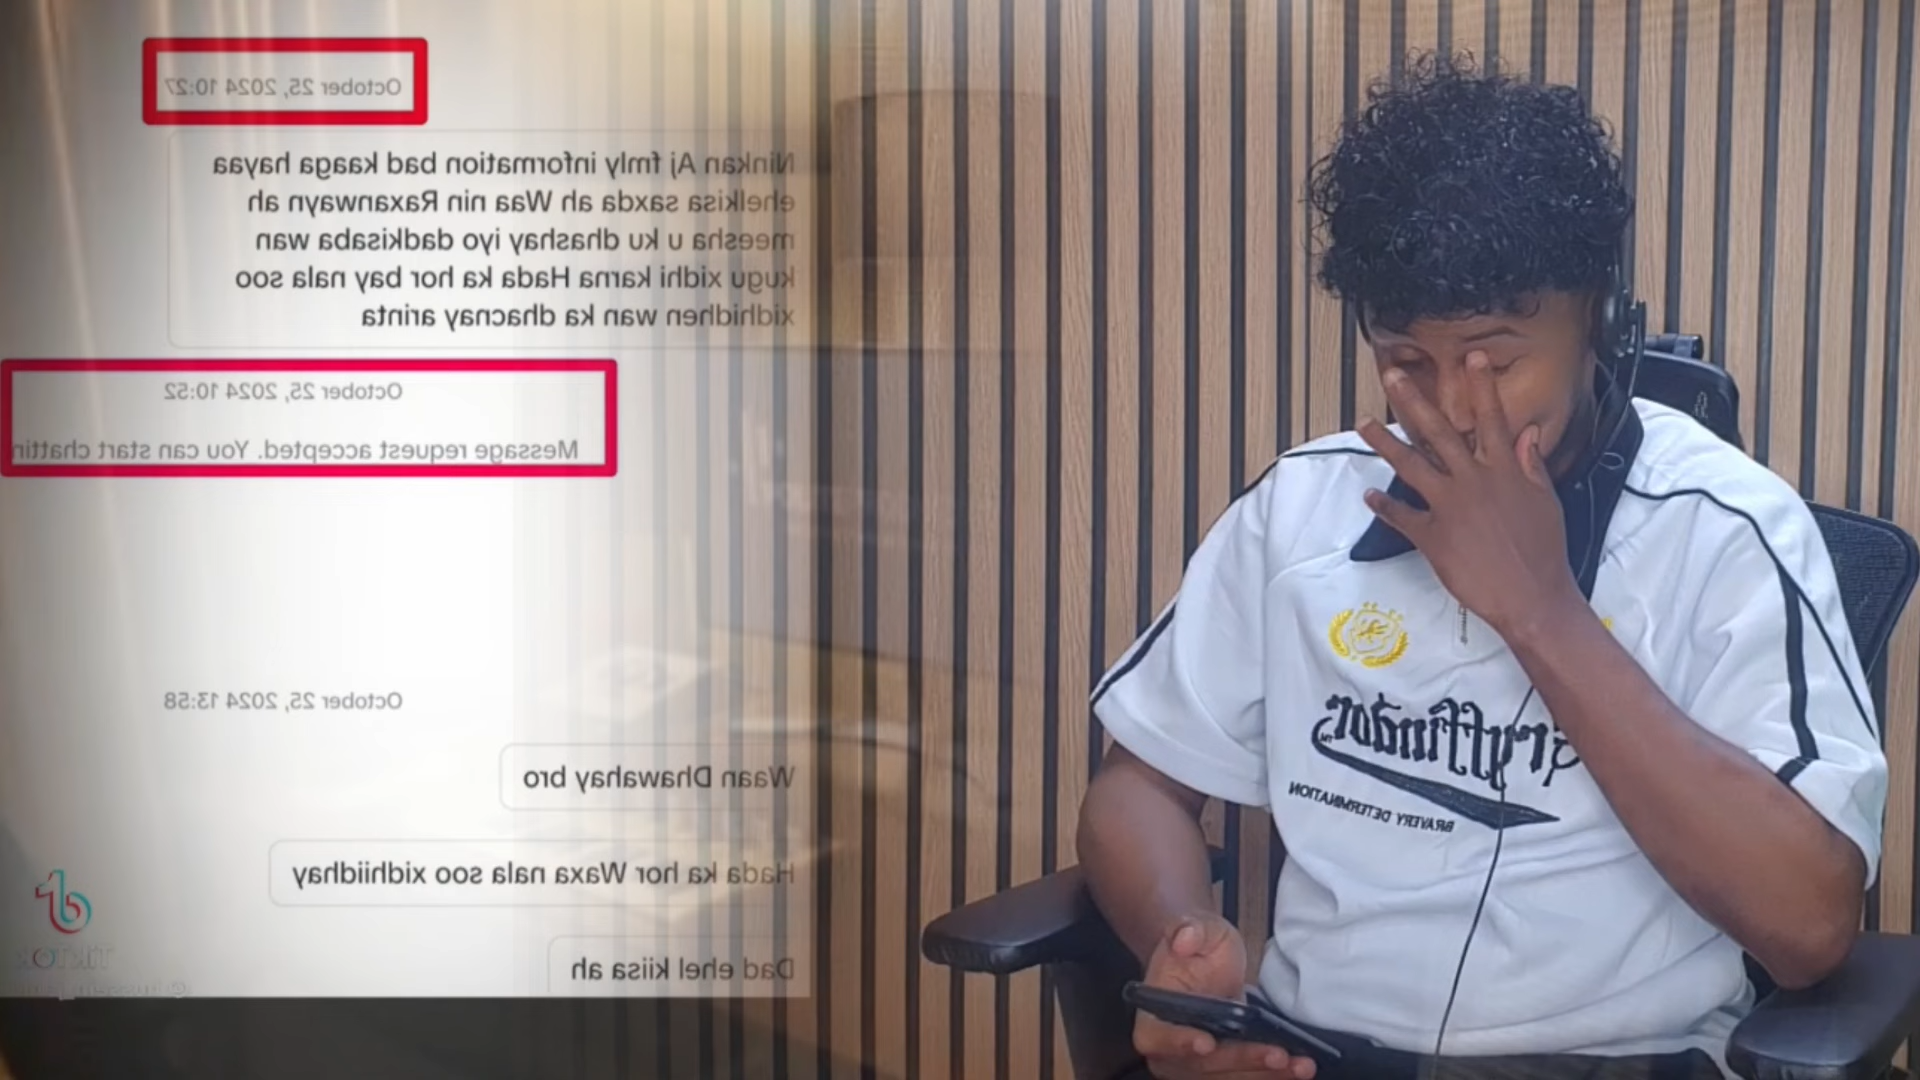 October 25, 2024 10:27
Ninkan Aj fmly information bad kaaga hayaa
ehelkisa saxda ah Waa nin Raxanwayn ah
meesha u ku dhashay iyo dadkisaba wan
kugu xidhi karna Hada ka hor bay nala soo
xidhidhen wan ka dhacnay arinta
October 25, 2024 10:52
Message request accepted. You can start chattin
October 25, 2024 13:58
Waan Dhawahay bro
Hada ka hor Waxa nala soo xidhiidhay
Dad ehel kiisa ah
TikTok
BRAVERY DETERMINATION